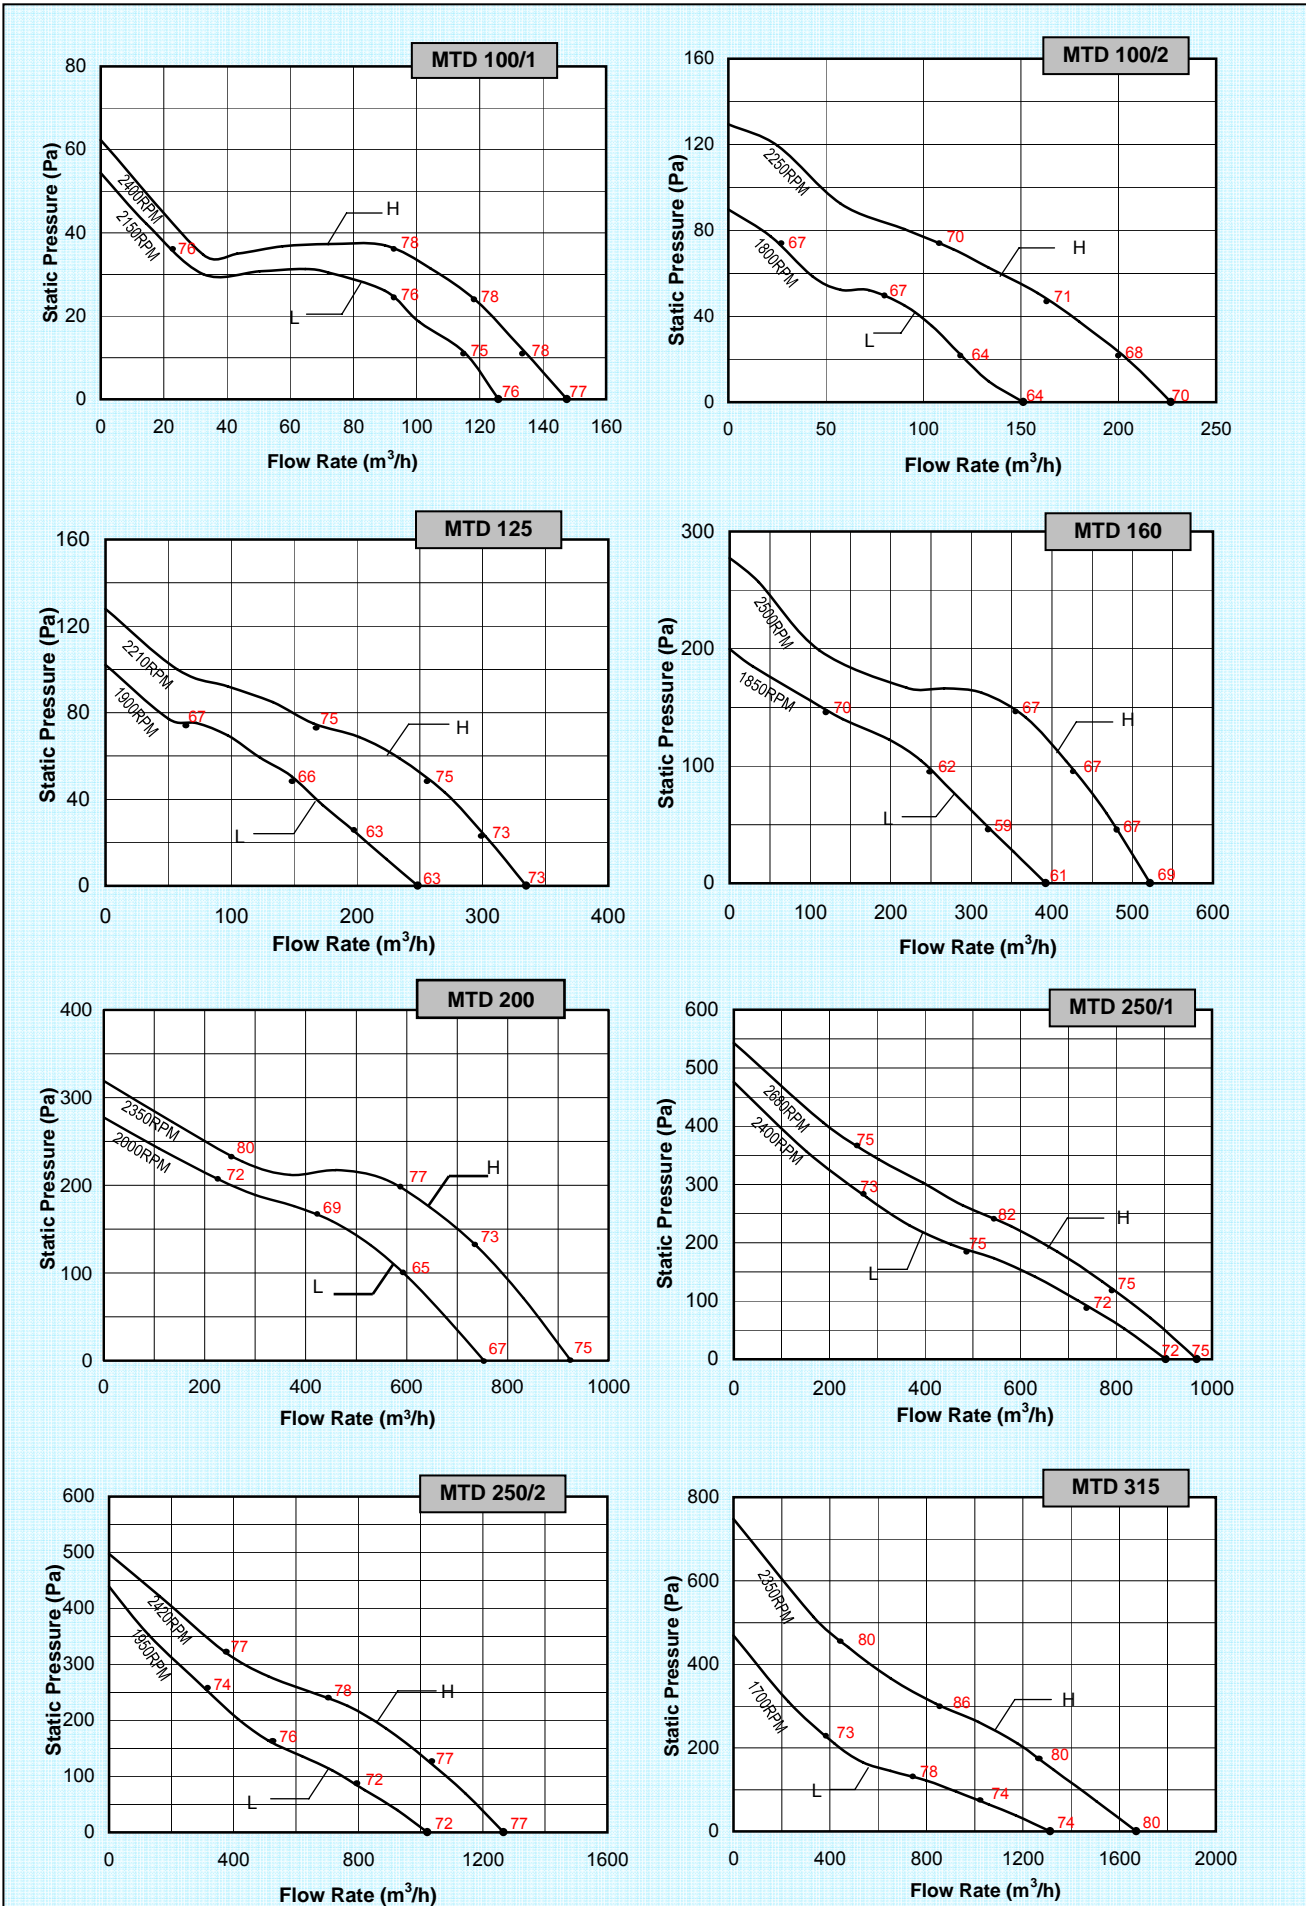 MTD 100/1
80
60
40
20
0
Static Pressure (Pa)
2400RPM
2150RPM
H
L
76
78
78
78
77
76
75
76
0 20 40 60 80 100 120 140 160
Flow Rate (m³/h)
MTD 100/2
160
120
80
40
0
Static Pressure (Pa)
2250RPM
1800RPM
H
L
70
71
68
70
67
67
64
64
0 50 100 150 200 250
Flow Rate (m³/h)
MTD 125
160
120
80
40
0
Static Pressure (Pa)
2210RPM
1900RPM
H
L
75
75
73
73
67
66
63
63
0 100 200 300 400
Flow Rate (m³/h)
MTD 160
300
200
100
0
Static Pressure (Pa)
2500RPM
1850RPM
H
L
67
67
67
69
70
62
59
61
0 100 200 300 400 500 600
Flow Rate (m³/h)
MTD 200
400
300
200
100
0
Static Pressure (Pa)
2350RPM
2000RPM
H
L
80
77
73
75
72
69
65
67
0 200 400 600 800 1000
Flow Rate (m³/h)
MTD 250/1
600
500
400
300
200
100
0
Static Pressure (Pa)
2680RPM
2400RPM
H
L
75
82
75
75
73
75
72
72
0 200 400 600 800 1000
Flow Rate (m³/h)
MTD 250/2
600
500
400
300
200
100
0
Static Pressure (Pa)
2420RPM
1950RPM
H
L
77
78
77
77
74
76
72
72
0 400 800 1200 1600
Flow Rate (m³/h)
MTD 315
800
600
400
200
0
Static Pressure (Pa)
2350RPM
1700RPM
H
L
80
86
80
80
73
78
74
74
0 400 800 1200 1600 2000
Flow Rate (m³/h)